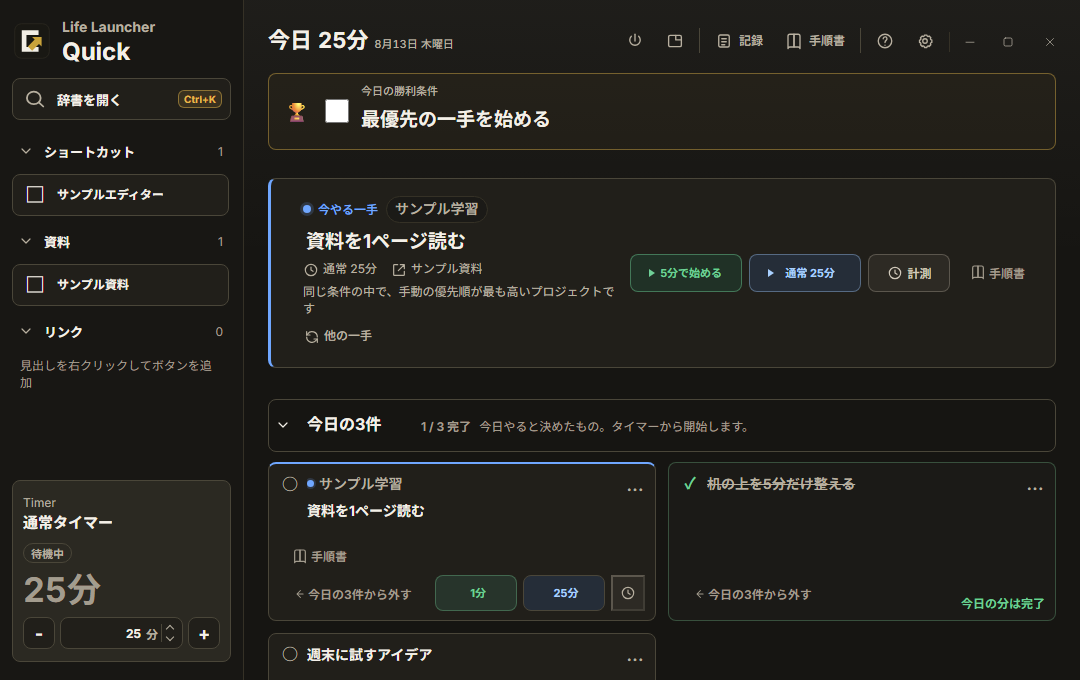 Life Launcher
Quick
辞書を開く
Ctrl+K
ショートカット 1
サンプルエディター
資料 1
サンプル資料
リンク 0
見出しを右クリックしてボタンを追
加
Timer
通常タイマー
待機中
25分
- 25 分 +
今日 25分 8月13日 木曜日
記録
手順書
今日の勝利条件
最優先の一手を始める
今やる一手 サンプル学習
資料を1ページ読む
通常 25分 サンプル資料
同じ条件の中で、手動の優先順が最も高いプロジェクトで
す
他の一手
5分で始める
通常 25分
計測
手順書
今日の3件 1 / 3 完了 今日やると決めたもの。タイマーから開始します。
サンプル学習 ...
資料を1ページ読む
手順書
← 今日の3件から外す
1分
25分
✓ 机の上を5分だけ整える ...
← 今日の3件から外す
今日の分は完了
週末に試すアイデア ...